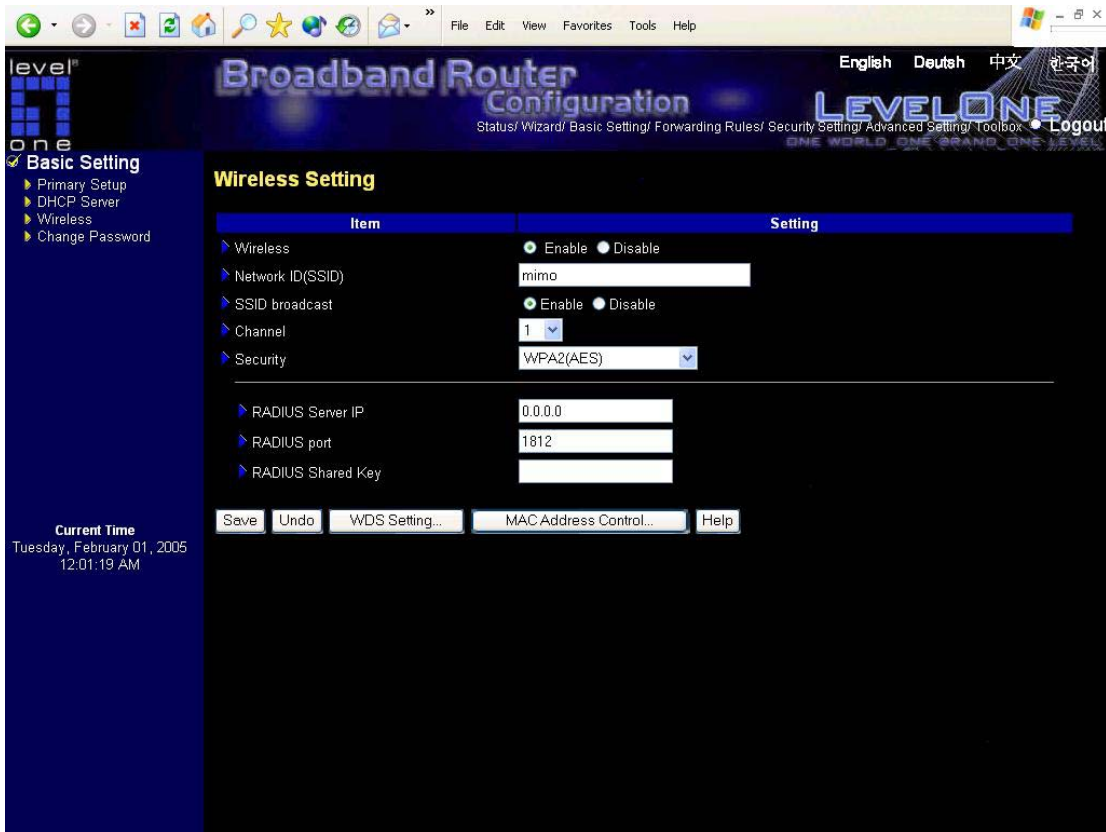 » File Edit View Favorites Tools Help
level®
one
Broadband Router
Configuration
English Deutsh 中文 한국어
LEVELONE
Status/ Wizard/ Basic Setting/ Forwarding Rules/ Security Setting/ Advanced Setting/ Toolbox Logout
ONE WORLD_ONE BRAND_ONE LEVEL
Basic Setting
Primary Setup
DHCP Server
Wireless
Change Password
Current Time
Tuesday, February 01, 2005
12:01:19 AM
Wireless Setting
Item Setting
Wireless Enable Disable
Network ID(SSID) mimo
SSID broadcast Enable Disable
Channel 1
Security WPA2(AES)
RADIUS Server IP 0.0.0.0
RADIUS port 1812
RADIUS Shared Key
Save Undo WDS Setting... MAC Address Control... Help